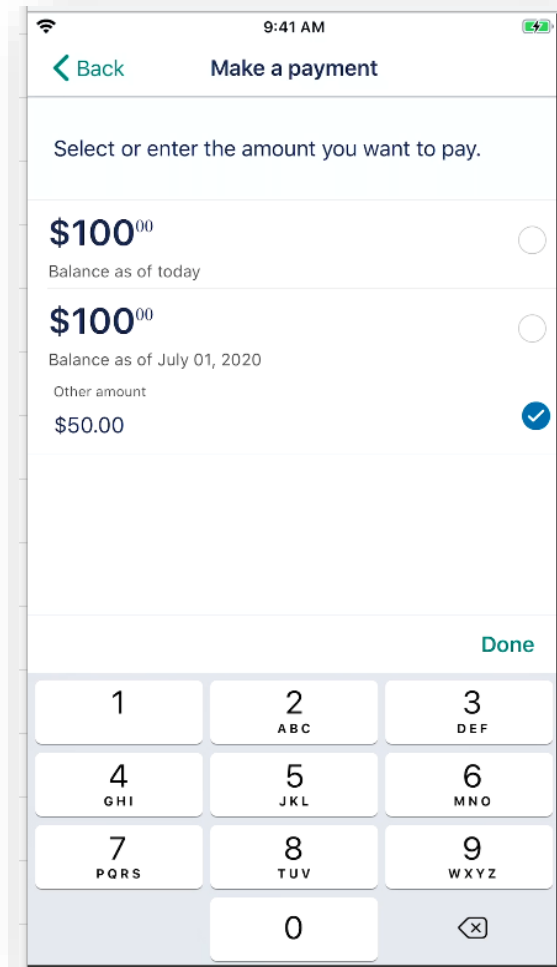 9:41 AM
Back Make a payment
Select or enter the amount you want to pay.
$10000
Balance as of today
$10000
Balance as of July 01, 2020
Other amount
$50.00
Done
1 2 3
ABC DEF
4 5 6
GHI JKL MNO
7 8 9
PQRS TUV WXYZ
0